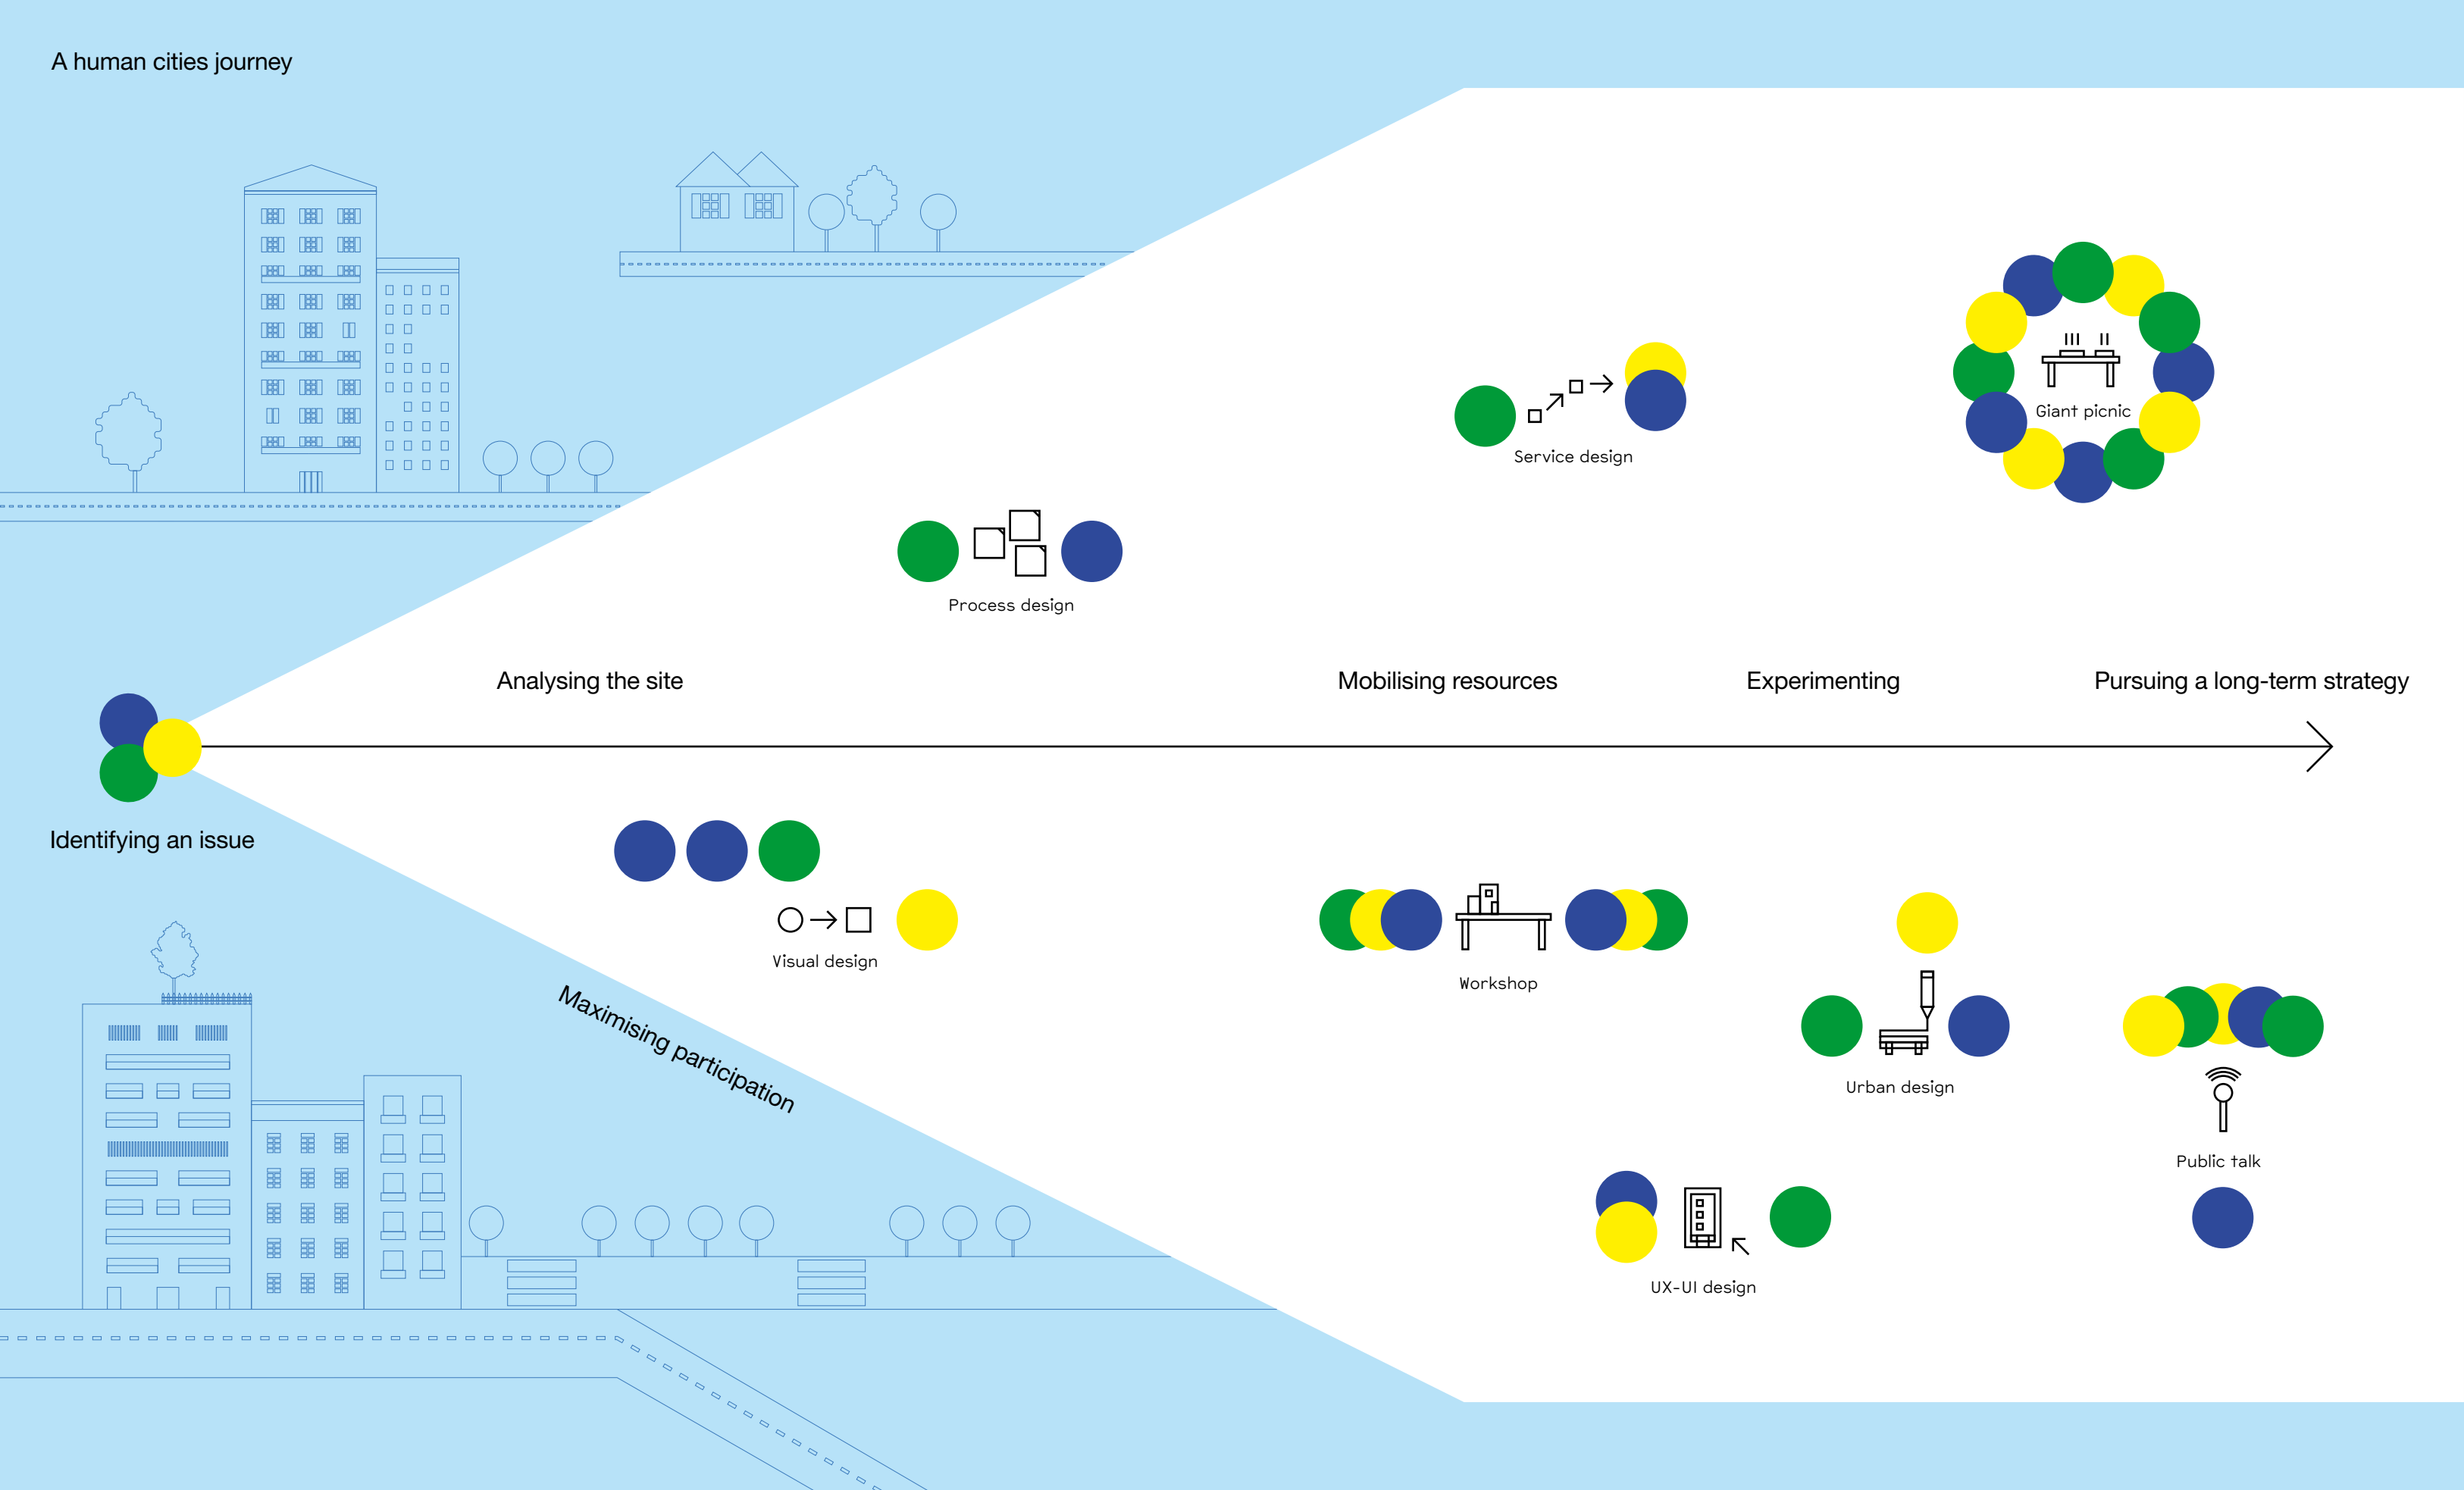 A human cities journey
Giant picnic
Service design
Process design
Analysing the site
Mobilising resources
Experimenting
Pursuing a long-term strategy
Identifying an issue
Visual design
Workshop
Maximising participation
Urban design
Public talk
UX-UI design